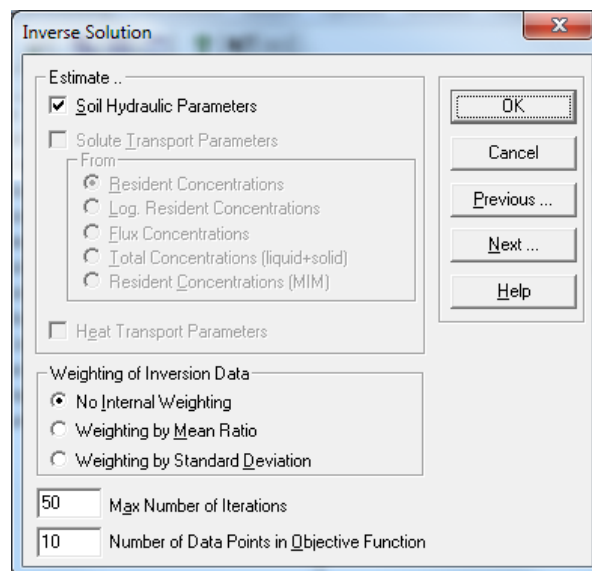 Inverse Solution
Estimate ..
Soil Hydraulic Parameters
Solute Transport Parameters
From
Resident Concentrations
Log. Resident Concentrations
Flux Concentrations
Total Concentrations (liquid+solid)
Resident Concentrations (MIM)
Heat Transport Parameters
Weighting of Inversion Data
No Internal Weighting
Weighting by Mean Ratio
Weighting by Standard Deviation
50 Max Number of Iterations
10 Number of Data Points in Objective Function
OK
Cancel
Previous ...
Next ...
Help